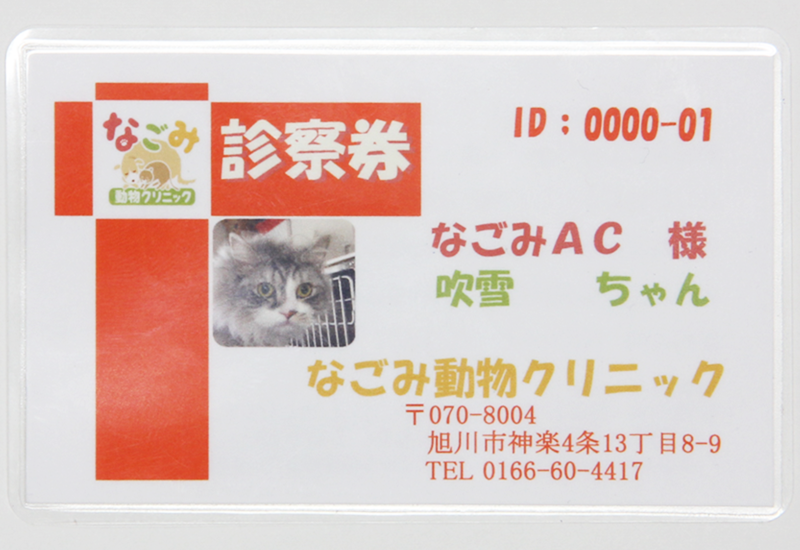 なごみ
動物クリニック
診察券
ID：0000-01
なごみAC 様
吹雪 ちゃん
なごみ動物クリニック
〒070-8004
旭川市神楽4条13丁目8-9
TEL 0166-60-4417